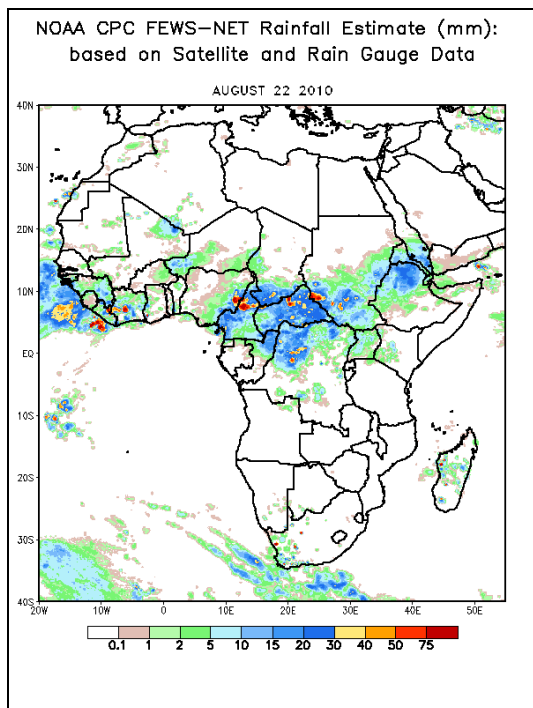 NOAA CPC FEWS-NET Rainfall Estimate (mm):
based on Satellite and Rain Gauge Data
AUGUST 22 2010
40N
30N
20N
10N
EQ
10S
20S
30S
40S
20W 10W 0 10E 20E 30E 40E 50E
0.1 1 2 5 10 15 20 30 40 50 75